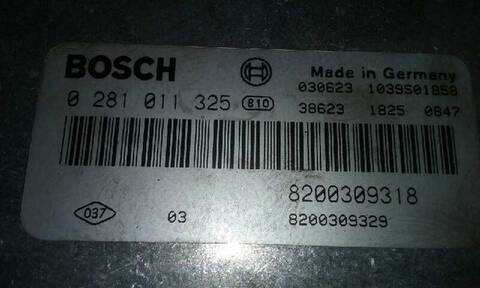 BOSCH
Made in Germany
030623 1039S01858
0 281 011 325 810
38623 1825 0847
8200309318
037 03 8200309329